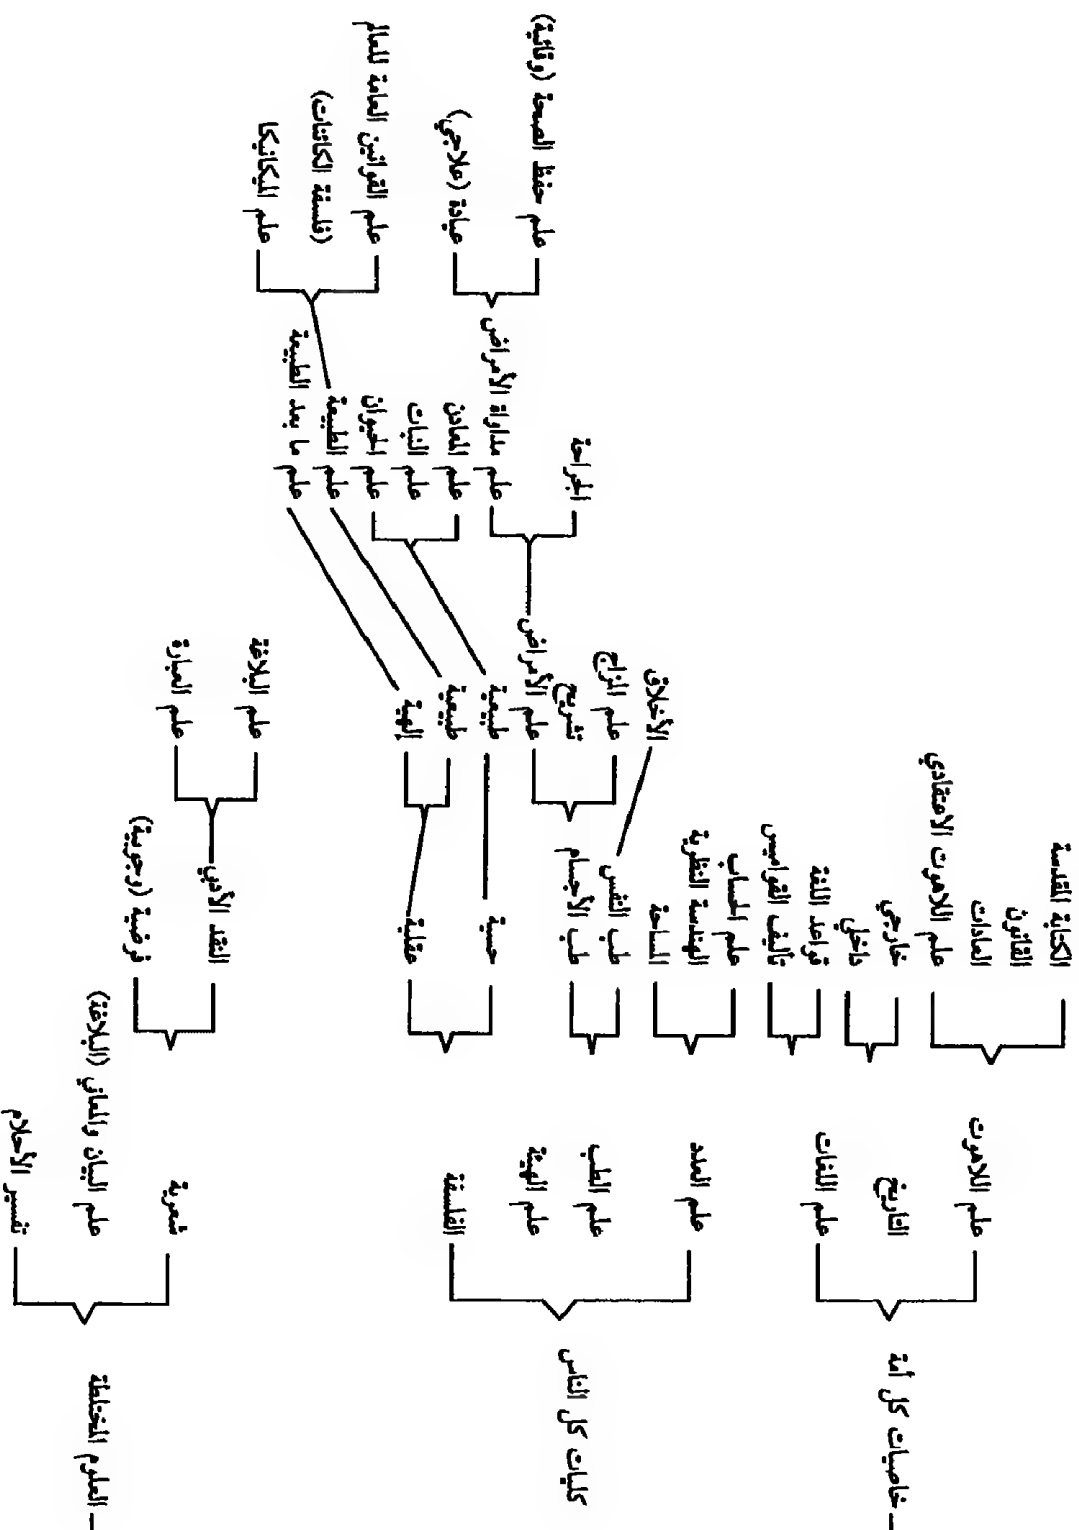 خاصيات كل أمة
علم اللاهوت
التاريخ
علم اللغات
الكتابة المقدسة
القانون
العادات
علم اللاهوت الاعتقادي
خارجي
داخلي
قواعد اللغة
تأليف القواميس
كليات كل الناس
علم العدد
علم الطب
علم الهيئة
الفلسفة
علم الحساب
الهندسة النظرية
المساحة
طب النفس
طب الأجسام
حسية
عقلية
الأخلاق
علم المزاج
تشريح
علم الأمراض
طبيعية
طبيعية
إلهية
الجراحة
علم مداواة الأمراض
علم المعادن
علم النبات
علم الحيوان
علم الطبيعة
علم ما بعد الطبيعة
علم حفظ الصحة (وقائية)
عيادة (علاجي)
علم القوانين العامة للعالم
(فلسفة الكائنات)
علم الميكانيكا
العلوم المختلطة
شعرية
علم البيان والمعاني (البلاغة)
تفسير الأحلام
النقد الأدبي
فرضية (وجوبية)
علم البلاغة
علم العبارة